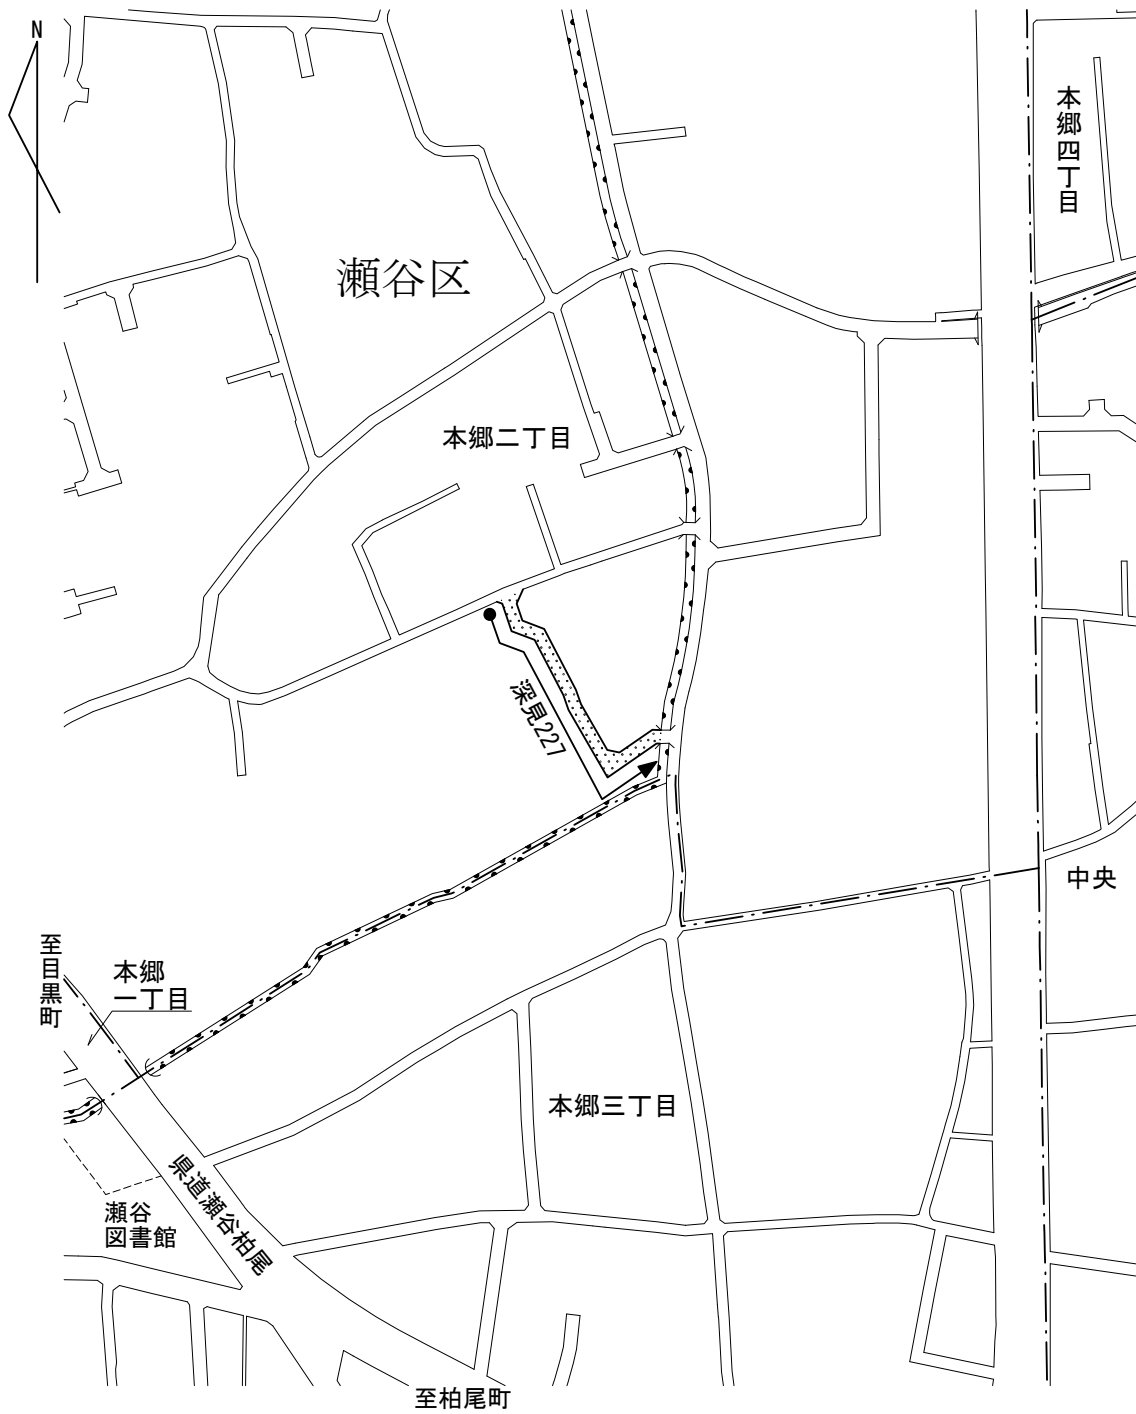 N
本郷四丁目
瀬谷区
本郷二丁目
深見227
中央
至目黒町
本郷
一丁目
本郷三丁目
県道瀬谷柏尾
瀬谷
図書館
至柏尾町